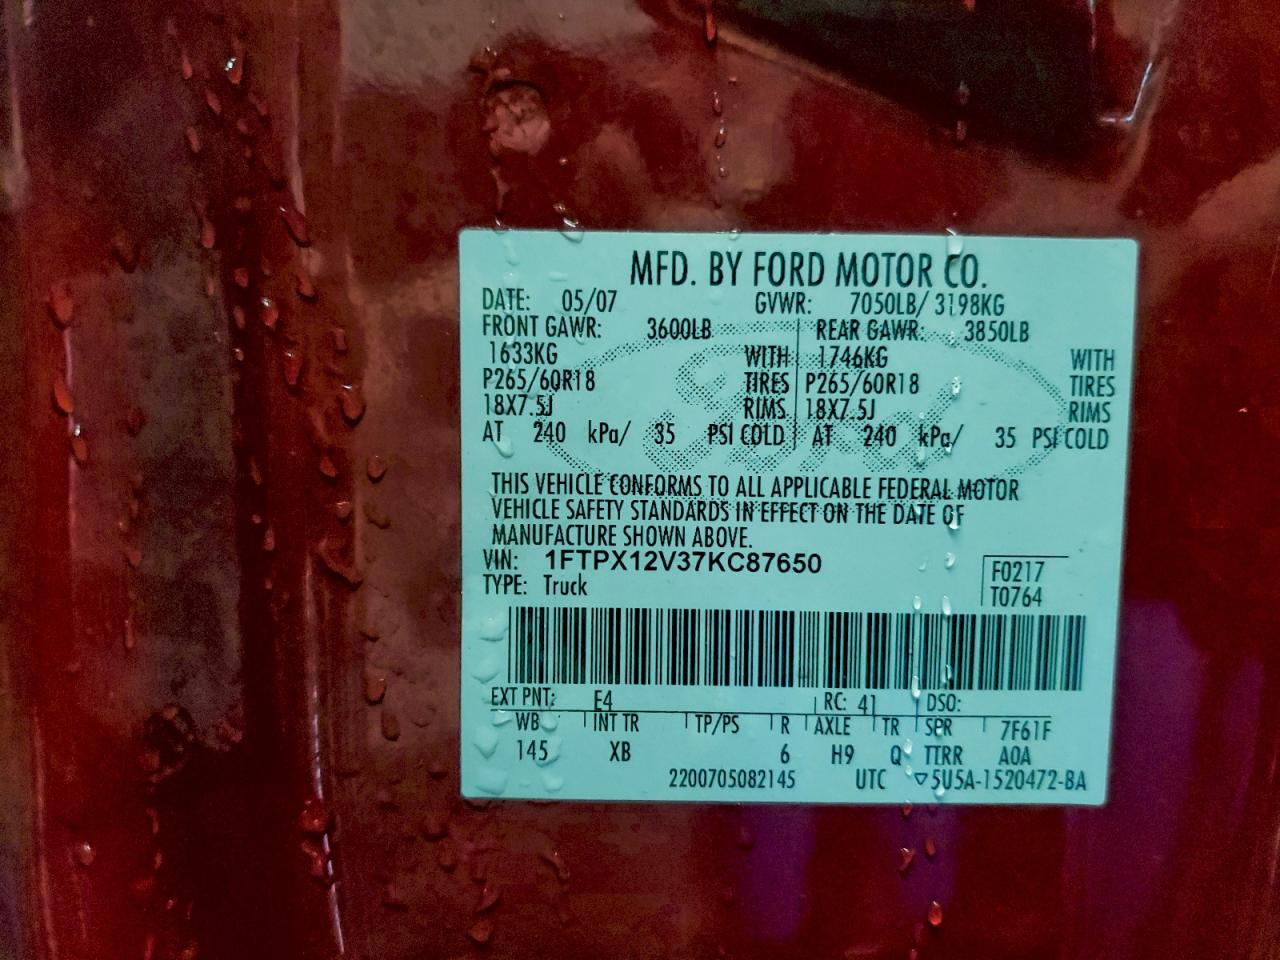 MFD. BY FORD MOTOR CO.
DATE: 05/07 GVWR: 7050LB/ 3198KG
FRONT GAWR: 3600LB REAR GAWR: 3850LB
1633KG WITH 1746KG WITH
P265/60R18 TIRES P265/60R18 TIRES
18X7.5J RIMS 18X7.5J RIMS
AT 240 kPa/ 35 PSI COLD AT 240 kPa/ 35 PSI COLD
Ford
THIS VEHICLE CONFORMS TO ALL APPLICABLE FEDERAL MOTOR
VEHICLE SAFETY STANDARDS IN EFFECT ON THE DATE OF
MANUFACTURE SHOWN ABOVE.
VIN: 1FTPX12V37KC87650
F0217
TYPE: Truck
T0764
EXT PNT: E4 RC: 41 DSO:
WB INT TR TP/PS R AXLE TR SPR 7F61F
145 XB 6 H9 Q TTRR A0A
2200705082145 UTC ▽5U5A-1520472-BA